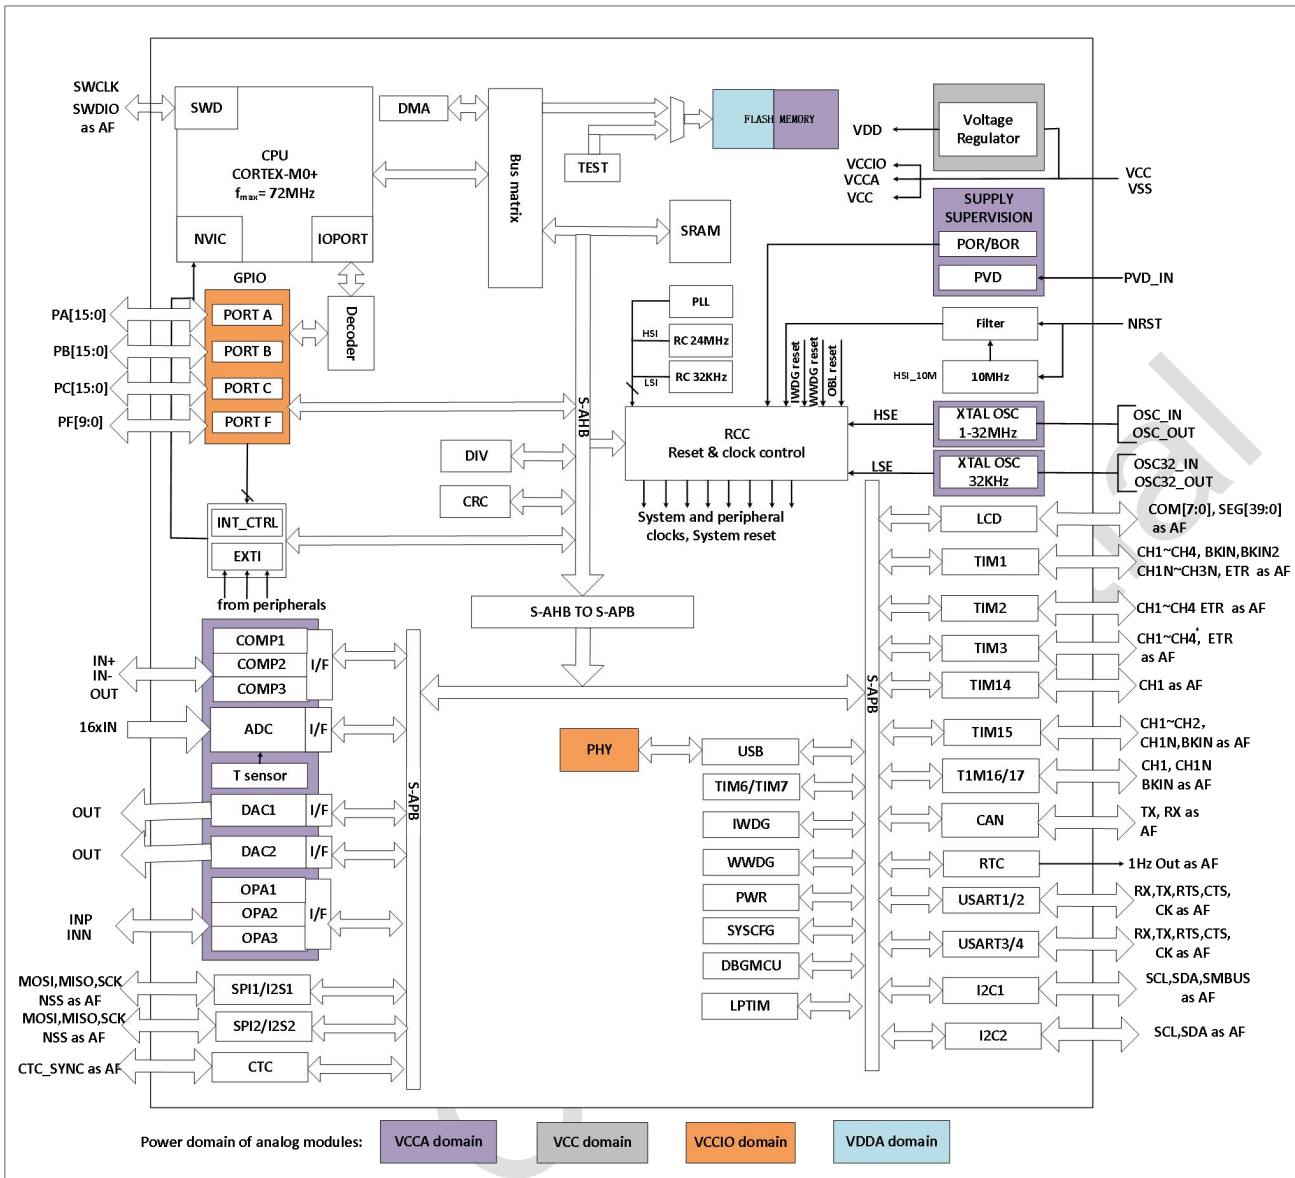 SWCLK
SWDIO
as AF
SWD
CPU
CORTEX-M0+
fmax= 72MHz
NVIC
IOPORT
DMA
Bus matrix
TEST
FLASH MEMORY
SRAM
Voltage
Regulator
VDD
VCCIO
VCCA
VCC
VCC
VSS
SUPPLY
SUPERVISION
POR/BOR
PVD
PVD_IN
Filter
NRST
HSI_10M
10MHz
GPIO
PORT A
PORT B
PORT C
PORT F
PA[15:0]
PB[15:0]
PC[15:0]
PF[9:0]
Decoder
PLL
HSI
RC 24MHz
LSI
RC 32KHz
IWDG reset
WWDG reset
OBL reset
S-AHB
RCC
Reset & clock control
HSE
XTAL OSC
1-32MHz
OSC_IN
OSC_OUT
LSE
XTAL OSC
32KHz
OSC32_IN
OSC32_OUT
DIV
CRC
System and peripheral
clocks, System reset
INT_CTRL
EXTI
from peripherals
S-AHB TO S-APB
COMP1
COMP2
COMP3
I/F
IN+
IN-
OUT
16xIN
ADC
I/F
T sensor
OUT
DAC1
I/F
OUT
DAC2
I/F
OPA1
OPA2
OPA3
I/F
INP
INN
MOSI,MISO,SCK
NSS as AF
SPI1/I2S1
MOSI,MISO,SCK
NSS as AF
SPI2/I2S2
CTC_SYNC as AF
CTC
S-APB
PHY
USB
TIM6/TIM7
IWDG
WWDG
PWR
SYSCFG
DBGMCU
LPTIM
S-APB
LCD
COM[7:0], SEG[39:0]
as AF
TIM1
CH1~CH4, BKIN,BKIN2
CH1N~CH3N, ETR as AF
TIM2
CH1~CH4 ETR as AF
TIM3
CH1~CH4, ETR
as AF
TIM14
CH1 as AF
TIM15
CH1~CH2,
CH1N,BKIN as AF
T1M16/17
CH1, CH1N
BKIN as AF
CAN
TX, RX as
AF
RTC
1Hz Out as AF
USART1/2
RX,TX,RTS,CTS,
CK as AF
USART3/4
RX,TX,RTS,CTS,
CK as AF
I2C1
SCL,SDA,SMBUS
as AF
I2C2
SCL,SDA as AF
Power domain of analog modules:
VCCA domain
VCC domain
VCCIO domain
VDDA domain